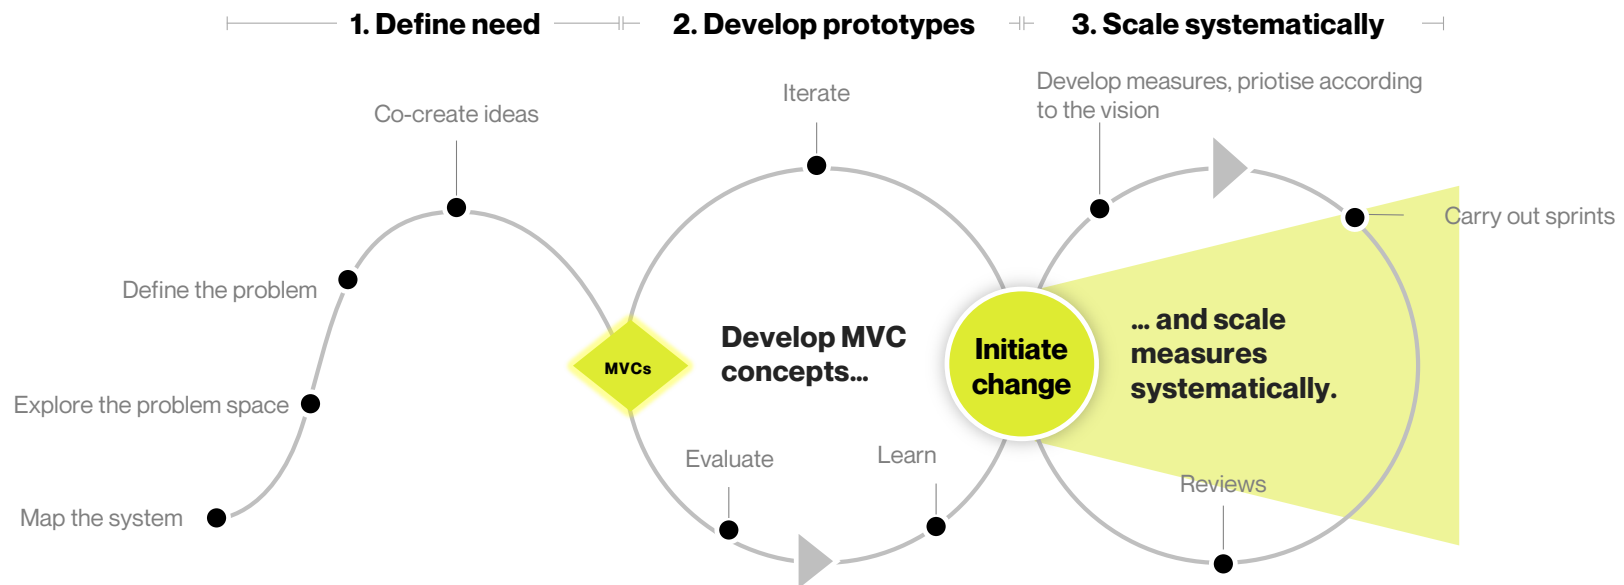 1. Define need
2. Develop prototypes
3. Scale systematically
Co-create ideas
Iterate
Develop measures, priotise according
to the vision
Carry out sprints
Define the problem
MVCs
Develop MVC
concepts...
Initiate
change
... and scale
measures
systematically.
Explore the problem space
Evaluate
Learn
Reviews
Map the system